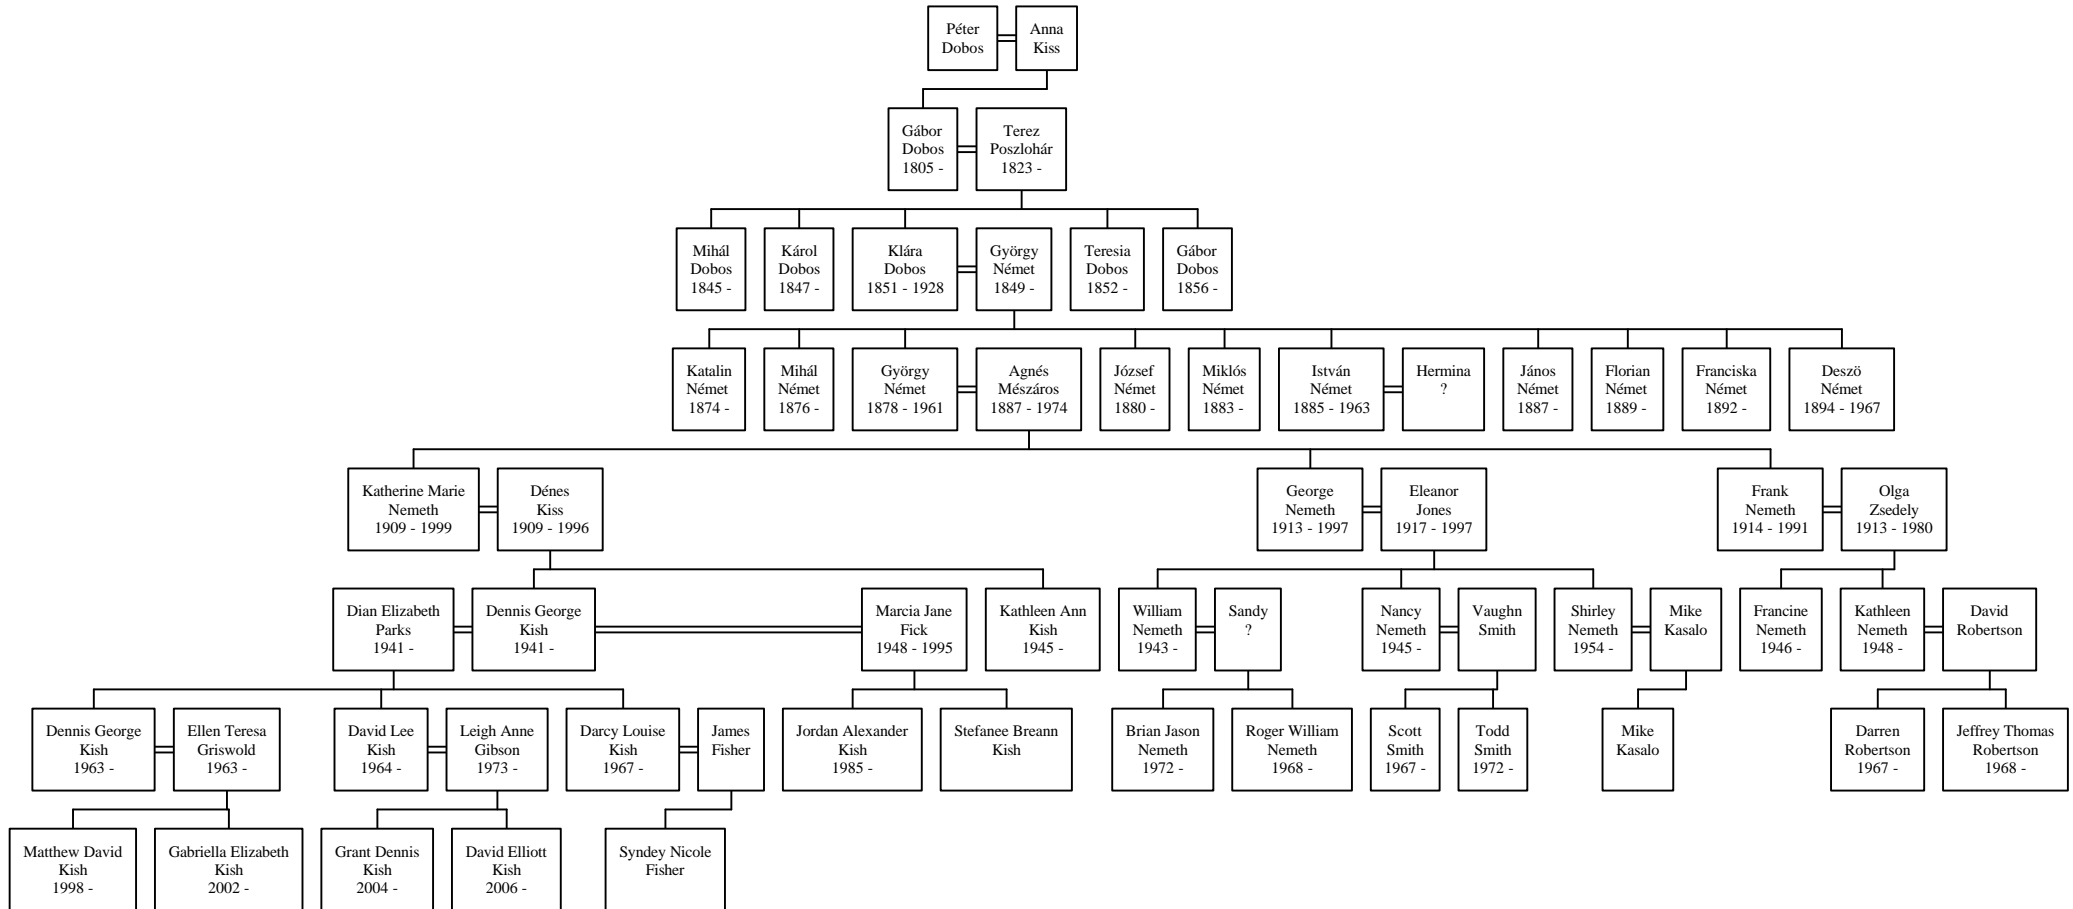 Péter
Dobos
Anna
Kiss
Gábor
Dobos
1805 -
Terez
Poszlohár
1823 -
Mihál
Dobos
1845 -
Károl
Dobos
1847 -
Klára
Dobos
1851 - 1928
György
Német
1849 -
Teresia
Dobos
1852 -
Gábor
Dobos
1856 -
Katalin
Német
1874 -
Mihál
Német
1876 -
György
Német
1878 - 1961
Agnés
Mészáros
1887 - 1974
József
Német
1880 -
Miklós
Német
1883 -
István
Német
1885 - 1963
Hermina
?
János
Német
1887 -
Florian
Német
1889 -
Franciska
Német
1892 -
Deszö
Német
1894 - 1967
Katherine Marie
Nemeth
1909 - 1999
Dénes
Kiss
1909 - 1996
George
Nemeth
1913 - 1997
Eleanor
Jones
1917 - 1997
Frank
Nemeth
1914 - 1991
Olga
Zsedely
1913 - 1980
Dian Elizabeth
Parks
1941 -
Dennis George
Kish
1941 -
Marcia Jane
Fick
1948 - 1995
Kathleen Ann
Kish
1945 -
William
Nemeth
1943 -
Sandy
?
Nancy
Nemeth
1945 -
Vaughn
Smith
Shirley
Nemeth
1954 -
Mike
Kasalo
Francine
Nemeth
1946 -
Kathleen
Nemeth
1948 -
David
Robertson
Dennis George
Kish
1963 -
Ellen Teresa
Griswold
1963 -
David Lee
Kish
1964 -
Leigh Anne
Gibson
1973 -
Darcy Louise
Kish
1967 -
James
Fisher
Jordan Alexander
Kish
1985 -
Stefanee Breann
Kish
Brian Jason
Nemeth
1972 -
Roger William
Nemeth
1968 -
Scott
Smith
1967 -
Todd
Smith
1972 -
Mike
Kasalo
Darren
Robertson
1967 -
Jeffrey Thomas
Robertson
1968 -
Matthew David
Kish
1998 -
Gabriella Elizabeth
Kish
2002 -
Grant Dennis
Kish
2004 -
David Elliott
Kish
2006 -
Syndey Nicole
Fisher